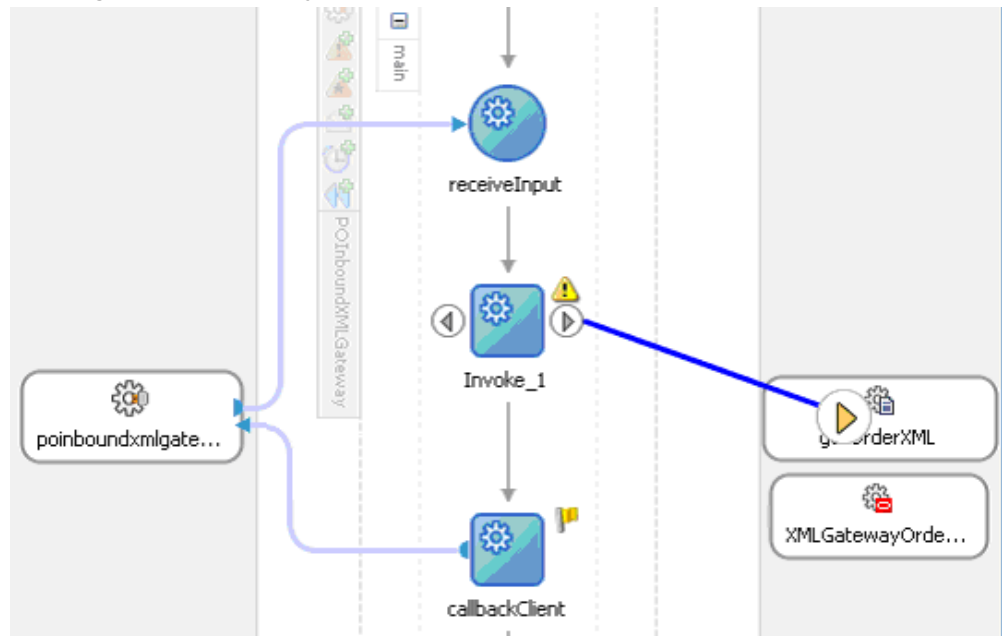 main
receiveInput
POInboundXMLGateway
Invoke_1
poinboundxmlgate...
XMLGatewayOrde...
callbackClient